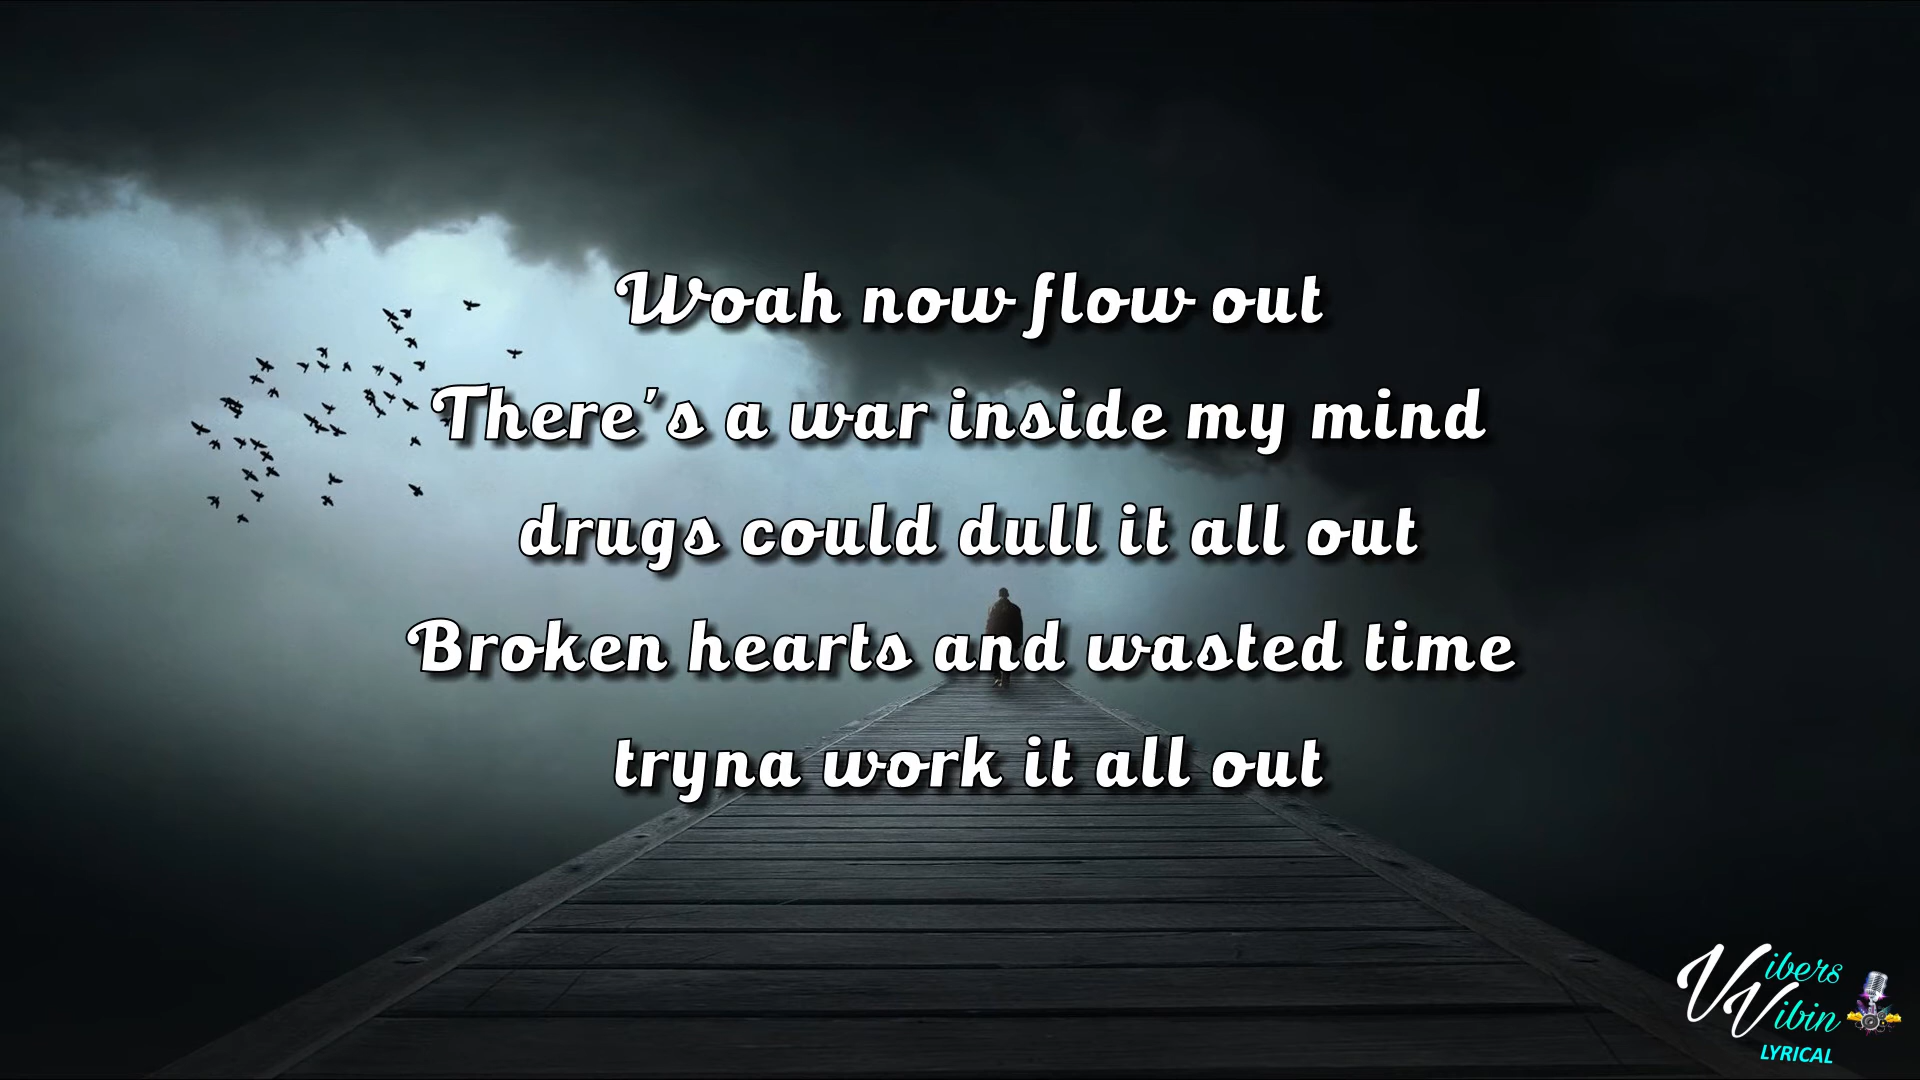 Woah now flow out
There's a war inside my mind
drugs could dull it all out
Broken hearts and wasted time
tryna work it all out
Vibers
Vibin
LYRICAL